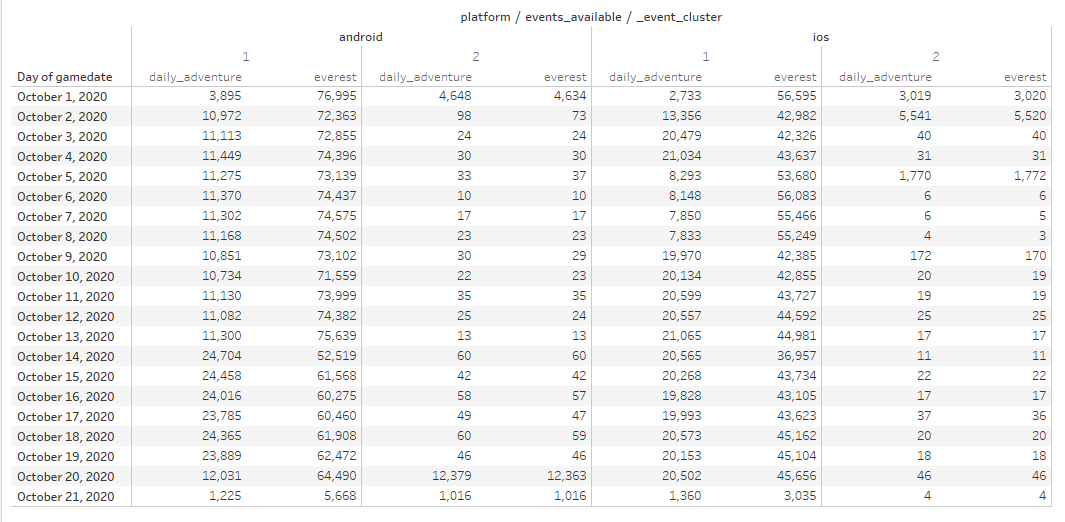 platform / events_available / _event_cluster
android ios
1 2 1 2
Day of gamedate daily_adventure everest daily_adventure everest daily_adventure everest daily_adventure everest
October 1, 2020 3,895 76,995 4,648 4,634 2,733 56,595 3,019 3,020
October 2, 2020 10,972 72,363 98 73 13,356 42,982 5,541 5,520
October 3, 2020 11,113 72,855 24 24 20,479 42,326 40 40
October 4, 2020 11,449 74,396 30 30 21,034 43,637 31 31
October 5, 2020 11,275 73,139 33 37 8,293 53,680 1,770 1,772
October 6, 2020 11,370 74,437 10 10 8,148 56,083 6 6
October 7, 2020 11,302 74,575 17 17 7,850 55,466 6 5
October 8, 2020 11,168 74,502 23 23 7,833 55,249 4 3
October 9, 2020 10,851 73,102 30 29 19,970 42,385 172 170
October 10, 2020 10,734 71,559 22 23 20,134 42,855 20 19
October 11, 2020 11,130 73,999 35 35 20,599 43,727 19 19
October 12, 2020 11,082 74,382 25 24 20,557 44,592 25 25
October 13, 2020 11,300 75,639 13 13 21,065 44,981 17 17
October 14, 2020 24,704 52,519 60 60 20,565 36,957 11 11
October 15, 2020 24,458 61,568 42 42 20,268 43,734 22 22
October 16, 2020 24,016 60,275 58 57 19,828 43,105 17 17
October 17, 2020 23,785 60,460 49 47 19,993 43,623 37 36
October 18, 2020 24,365 61,908 60 59 20,573 45,162 20 20
October 19, 2020 23,889 62,472 46 46 20,153 45,104 18 18
October 20, 2020 12,031 64,490 12,379 12,363 20,502 45,656 46 46
October 21, 2020 1,225 5,668 1,016 1,016 1,360 3,035 4 4